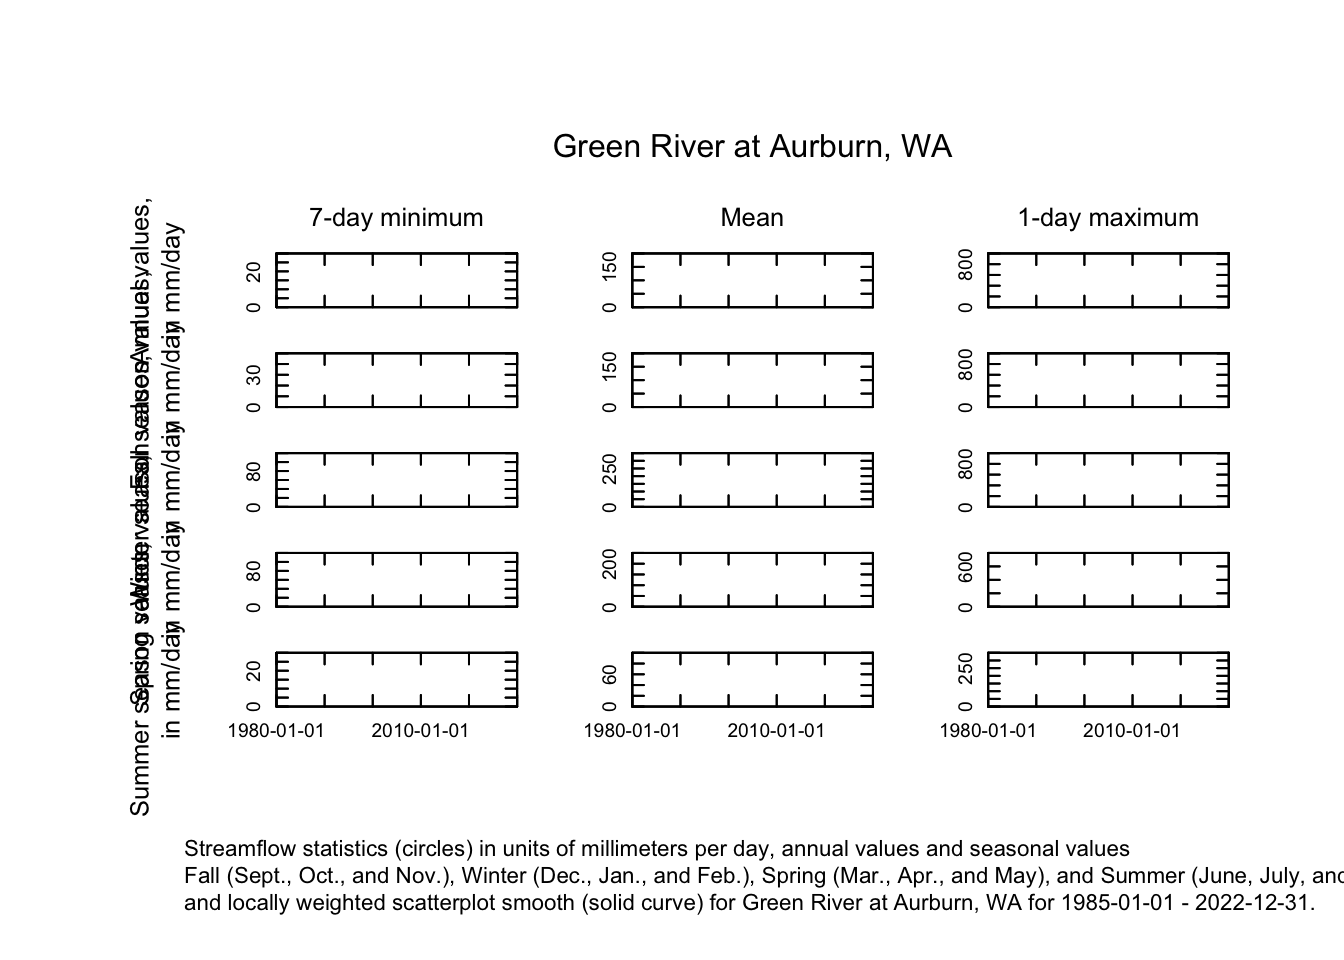 Green River at Aurburn, WA
7-day minimum Mean 1-day maximum
Annual values,
in mm/day
20
0
150
0
800
0
Fall season values,
in mm/day
30
0
150
0
800
0
Winter season values,
in mm/day
80
0
250
0
800
0
Spring season values,
in mm/day
80
0
200
0
600
0
Summer season values,
in mm/day
20
0
60
0
250
0
1980-01-01 2010-01-01 1980-01-01 2010-01-01 1980-01-01 2010-01-01
Streamflow statistics (circles) in units of millimeters per day, annual values and seasonal values
Fall (Sept., Oct., and Nov.), Winter (Dec., Jan., and Feb.), Spring (Mar., Apr., and May), and Summer (June, July, and
and locally weighted scatterplot smooth (solid curve) for Green River at Aurburn, WA for 1985-01-01 - 2022-12-31.